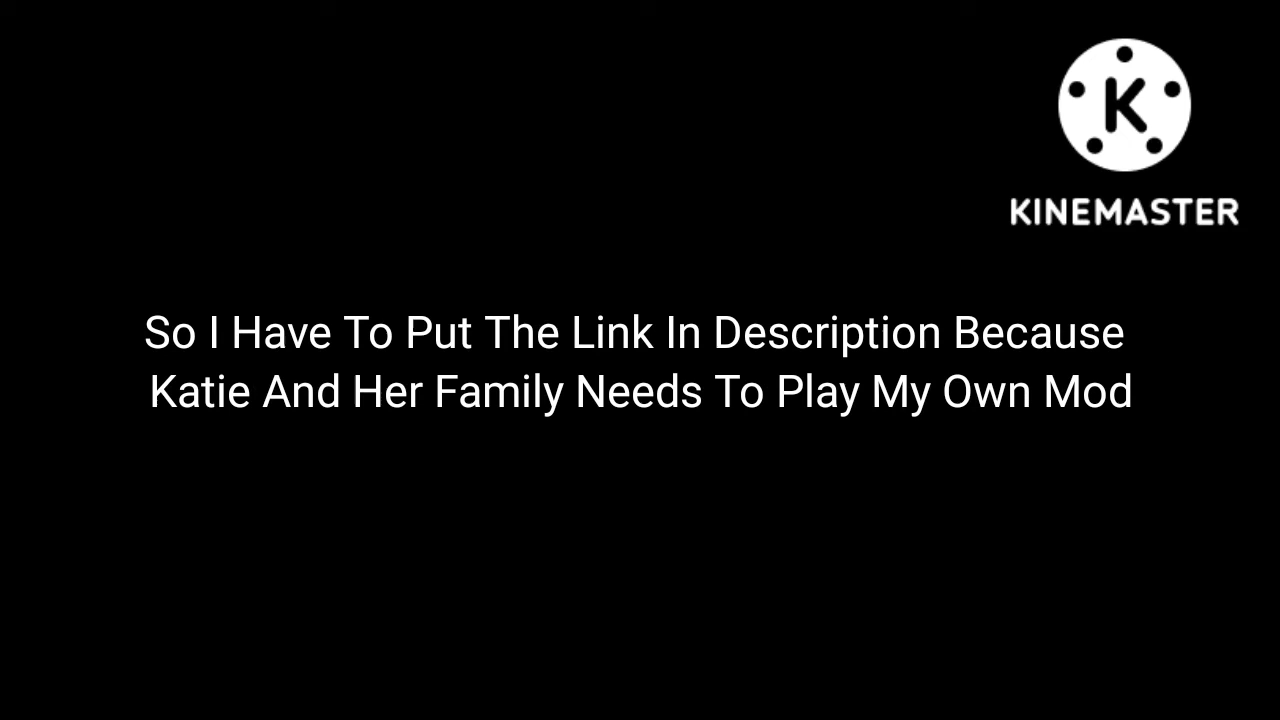 K
KINEMASTER
So I Have To Put The Link In Description Because
Katie And Her Family Needs To Play My Own Mod